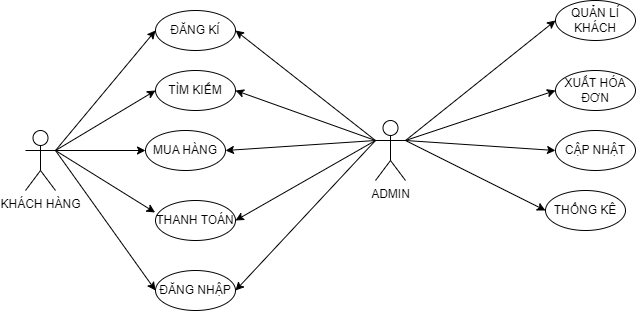 ĐĂNG KÍ
TÌM KIẾM
MUA HÀNG
THANH TOÁN
ĐĂNG NHẬP
KHÁCH HÀNG
ADMIN
QUẢN LÍ
KHÁCH
XUẤT HÓA
ĐƠN
CẬP NHẬT
THỐNG KÊ